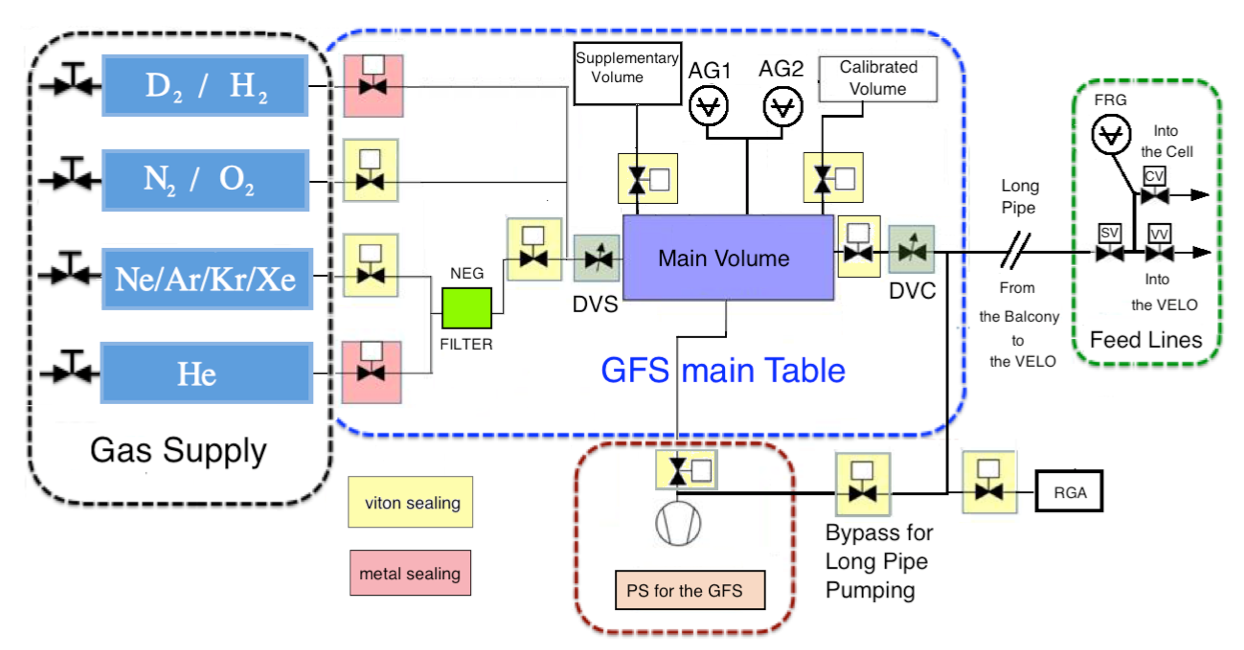 D₂ / H₂
N₂ / O₂
Ne/Ar/Kr/Xe
He
Gas Supply
NEG
FILTER
viton sealing
metal sealing
Supplementary
Volume
AG1
AG2
Calibrated
Volume
DVS
Main Volume
DVC
GFS main Table
PS for the GFS
Bypass for
Long Pipe
Pumping
RGA
Long
Pipe
From
the Balcony
to
the VELO
FRG
Into
the Cell
CV
SV
VV
Into
the VELO
Feed Lines